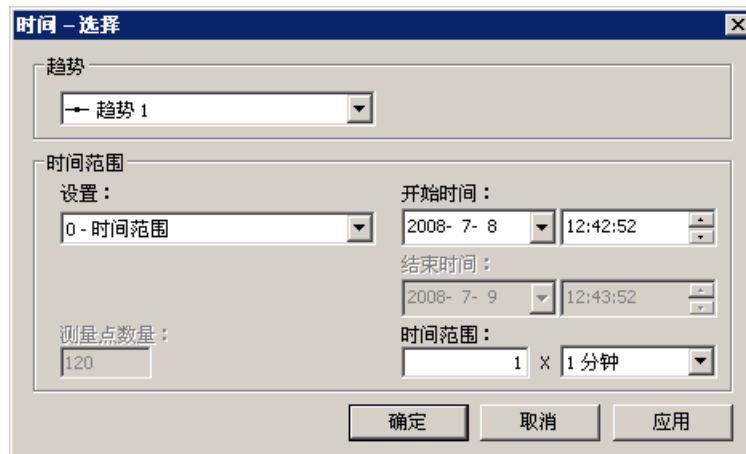 时间 – 选择
趋势
趋势 1
时间范围
设置：
0 - 时间范围
开始时间：
2008- 7- 8
12:42:52
结束时间：
2008- 7- 9
12:43:52
测量点数量：
120
时间范围：
1 X 1 分钟
确定
取消
应用